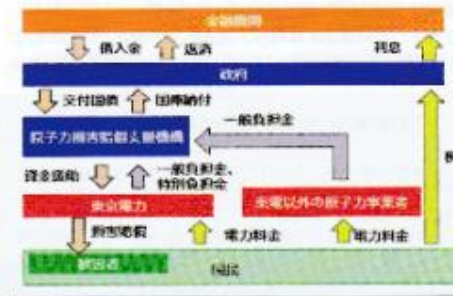 金融機関
借入金 返済 利息
政府
交付国債 国庫納付
一般負担金
原子力損害賠償支援機構
資金援助 一般負担金、
特別負担金
東京電力 東電以外の原子力事業者
損害賠償 電力料金 電力料金
被害者 国民